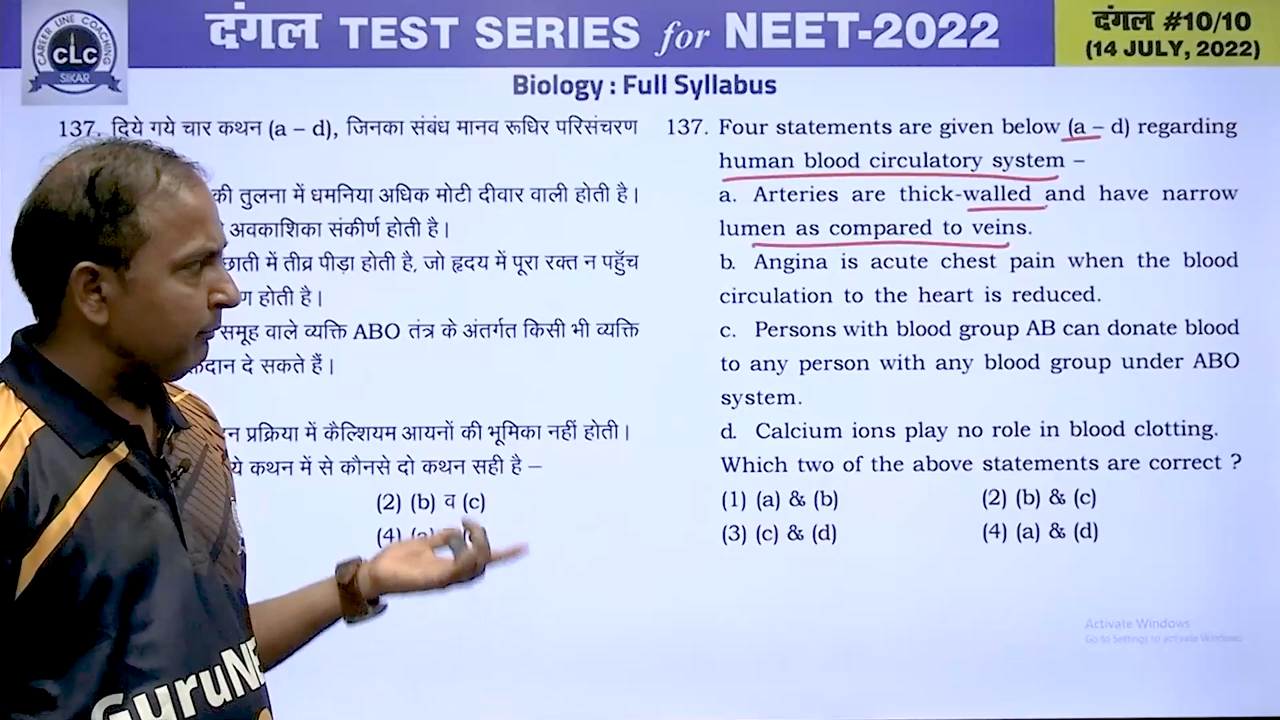 CAREER LINE COACHING
CLC
SIKAR
दंगल TEST SERIES for NEET-2022
दंगल #10/10
(14 JULY, 2022)
Biology : Full Syllabus
137. दिये गये चार कथन (a – d), जिनका संबंध मानव रूधिर परिसंचरण
की तुलना में धमनिया अधिक मोटी दीवार वाली होती है।
अवकाशिका संकीर्ण होती है।
छाती में तीव्र पीड़ा होती है, जो हृदय में पूरा रक्त न पहुँच
होती है।
समूह वाले व्यक्ति ABO तंत्र के अंतर्गत किसी भी व्यक्ति
दे सकते हैं।
प्रक्रिया में कैल्शियम आयनों की भूमिका नहीं होती।
ये कथन में से कौनसे दो कथन सही है –
(2) (b) व (c)
(4)
137. Four statements are given below (a – d) regarding
human blood circulatory system –
a. Arteries are thick-walled and have narrow
lumen as compared to veins.
b. Angina is acute chest pain when the blood
circulation to the heart is reduced.
c. Persons with blood group AB can donate blood
to any person with any blood group under ABO
system.
d. Calcium ions play no role in blood clotting.
Which two of the above statements are correct ?
(1) (a) & (b) (2) (b) & (c)
(3) (c) & (d) (4) (a) & (d)
Activate Windows
Go to Settings to activate Windows.